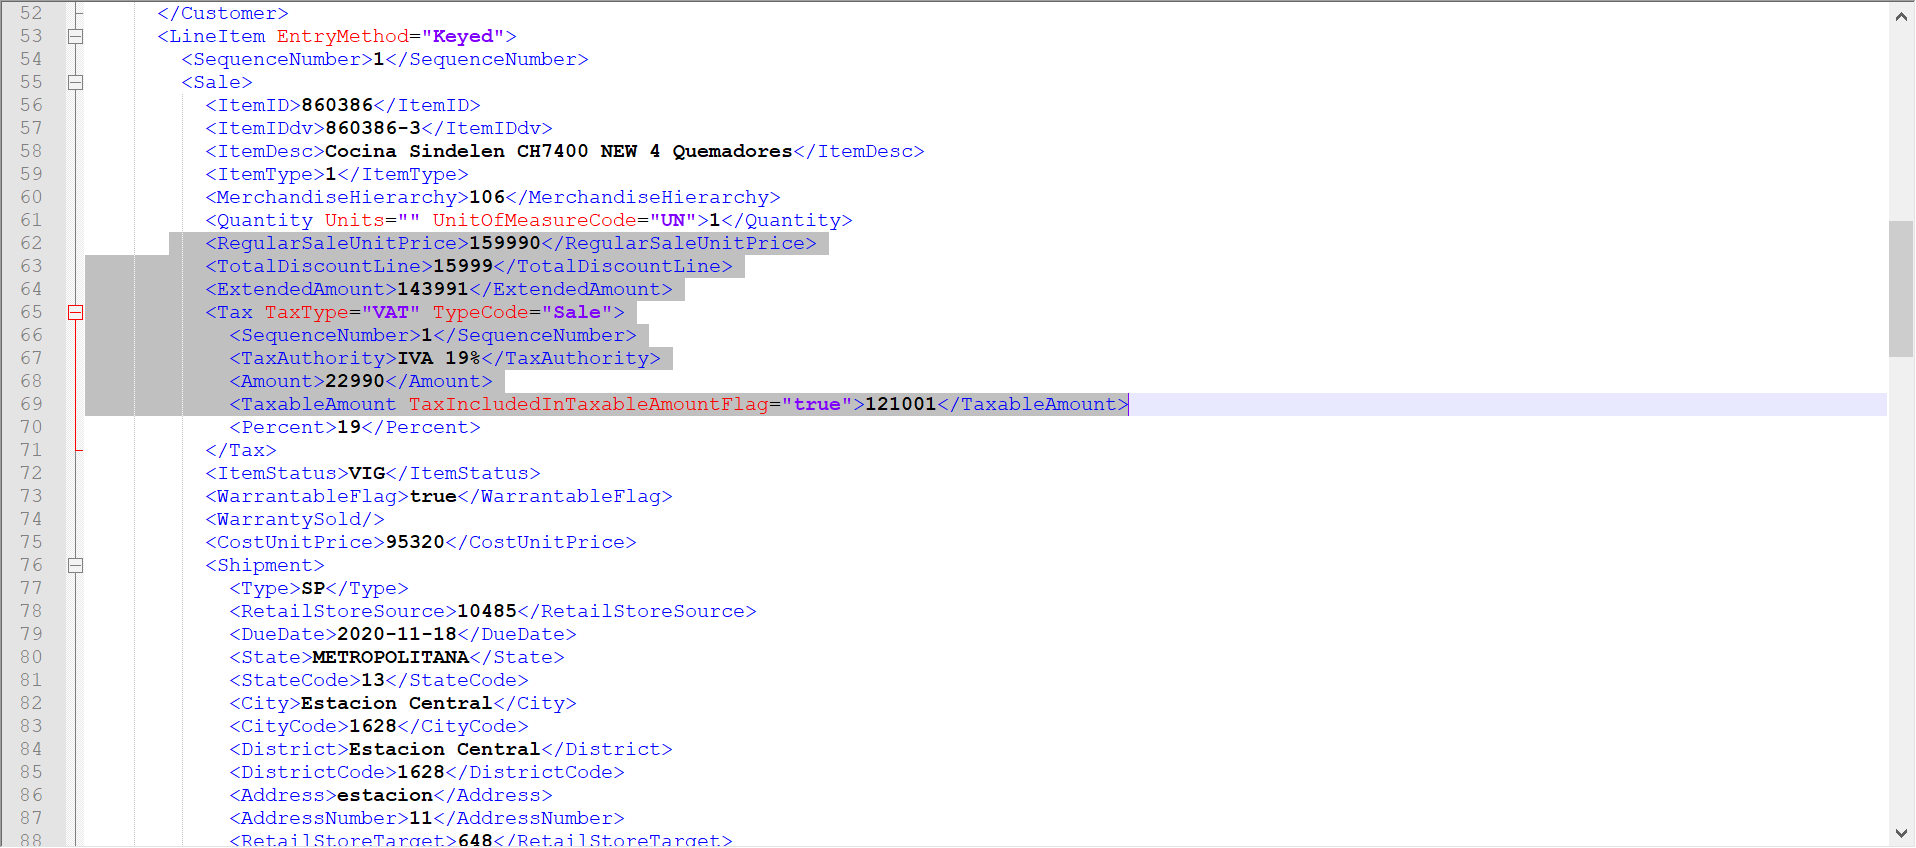 52 </Customer>
53 <LineItem EntryMethod="Keyed">
54 <SequenceNumber>1</SequenceNumber>
55 <Sale>
56 <ItemID>860386</ItemID>
57 <ItemIDdv>860386-3</ItemIDdv>
58 <ItemDesc>Cocina Sindelen CH7400 NEW 4 Quemadores</ItemDesc>
59 <ItemType>1</ItemType>
60 <MerchandiseHierarchy>106</MerchandiseHierarchy>
61 <Quantity Units="" UnitOfMeasureCode="UN">1</Quantity>
62 <RegularSaleUnitPrice>159990</RegularSaleUnitPrice>
63 <TotalDiscountLine>15999</TotalDiscountLine>
64 <ExtendedAmount>143991</ExtendedAmount>
65 <Tax TaxType="VAT" TypeCode="Sale">
66 <SequenceNumber>1</SequenceNumber>
67 <TaxAuthority>IVA 19%</TaxAuthority>
68 <Amount>22990</Amount>
69 <TaxableAmount TaxIncludedInTaxableAmountFlag="true">121001</TaxableAmount>
70 <Percent>19</Percent>
71 </Tax>
72 <ItemStatus>VIG</ItemStatus>
73 <WarrantableFlag>true</WarrantableFlag>
74 <WarrantySold/>
75 <CostUnitPrice>95320</CostUnitPrice>
76 <Shipment>
77 <Type>SP</Type>
78 <RetailStoreSource>10485</RetailStoreSource>
79 <DueDate>2020-11-18</DueDate>
80 <State>METROPOLITANA</State>
81 <StateCode>13</StateCode>
82 <City>Estacion Central</City>
83 <CityCode>1628</CityCode>
84 <District>Estacion Central</District>
85 <DistrictCode>1628</DistrictCode>
86 <Address>estacion</Address>
87 <AddressNumber>11</AddressNumber>
88 <RetailStoreTarget>648</RetailStoreTarget>